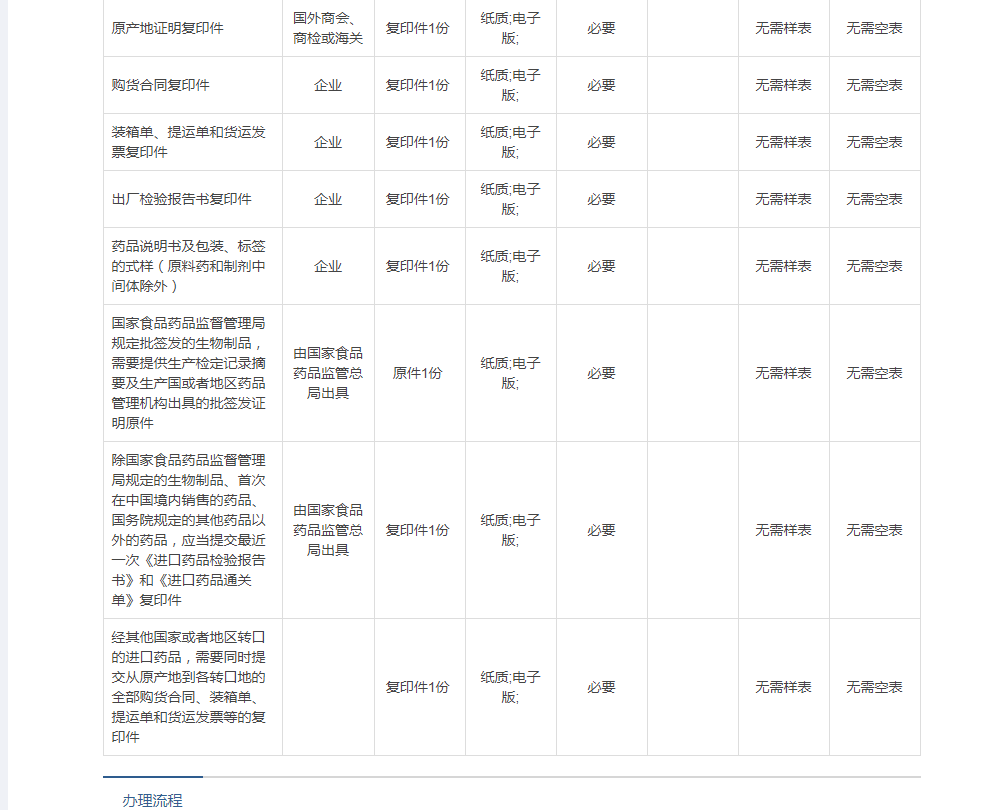 原产地证明复印件
国外商会、
商检或海关
复印件1份
纸质;电子
版;
必要
无需样表
无需空表
购货合同复印件
企业
复印件1份
纸质;电子
版;
必要
无需样表
无需空表
装箱单、提运单和货运发
票复印件
企业
复印件1份
纸质;电子
版;
必要
无需样表
无需空表
出厂检验报告书复印件
企业
复印件1份
纸质;电子
版;
必要
无需样表
无需空表
药品说明书及包装、标签
的式样（原料药和制剂中
间体除外）
企业
复印件1份
纸质;电子
版;
必要
无需样表
无需空表
国家食品药品监督管理局
规定批签发的生物制品，
需要提供生产检定记录摘
要及生产国或者地区药品
管理机构出具的批签发证
明原件
由国家食品
药品监管总
局出具
原件1份
纸质;电子
版;
必要
无需样表
无需空表
除国家食品药品监督管理
局规定的生物制品、首次
在中国境内销售的药品、
国务院规定的其他药品以
外的药品，应当提交最近
一次《进口药品检验报告
书》和《进口药品通关
单》复印件
由国家食品
药品监管总
局出具
复印件1份
纸质;电子
版;
必要
无需样表
无需空表
经其他国家或者地区转口
的进口药品，需要同时提
交从原产地到各转口地的
全部购货合同、装箱单、
提运单和货运发票等的复
印件
复印件1份
纸质;电子
版;
必要
无需样表
无需空表
办理流程